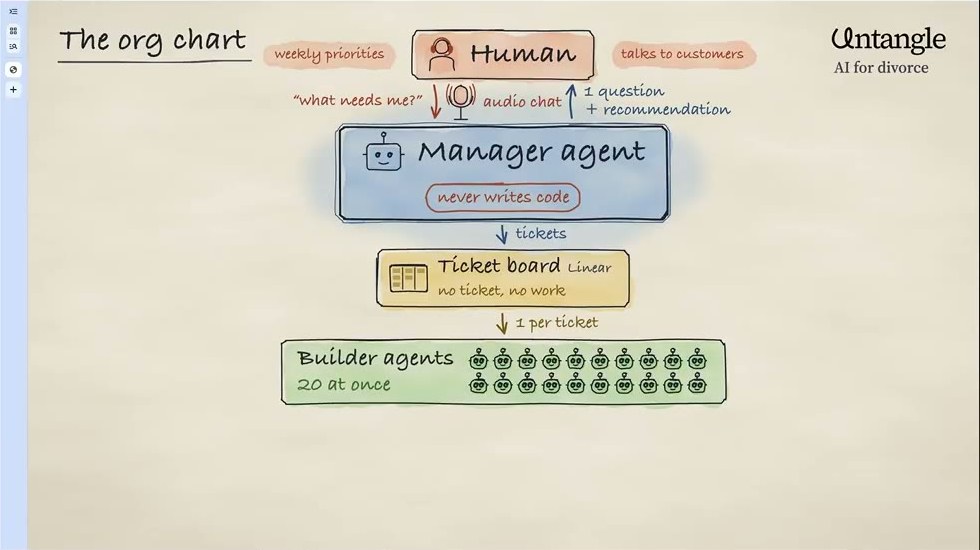 The org chart
weekly priorities
Human
talks to customers
Untangle
AI for divorce
"what needs me?"
audio chat
1 question
+ recommendation
Manager agent
never writes code
tickets
Ticket board Linear
no ticket, no work
1 per ticket
Builder agents
20 at once